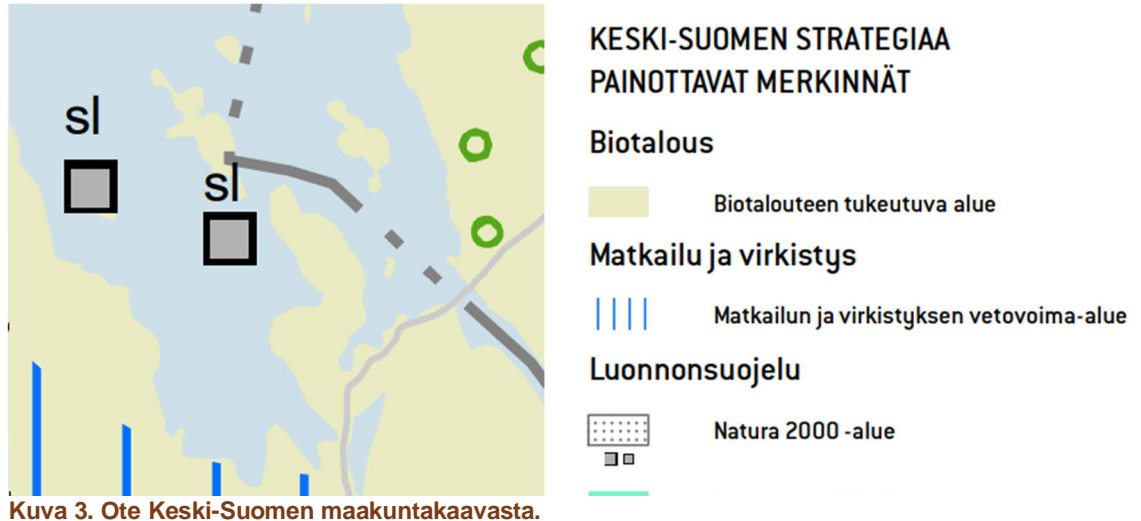 sl
sl
KESKI-SUOMEN STRATEGIAA
PAINOTTAVAT MERKINNÄT
Biotalous
Biotalouteen tukeutuva alue
Matkailu ja virkistys
Matkailun ja virkistyksen vetovoima-alue
Luonnonsuojelu
Natura 2000 -alue
Kuva 3. Ote Keski-Suomen maakuntakaavasta.